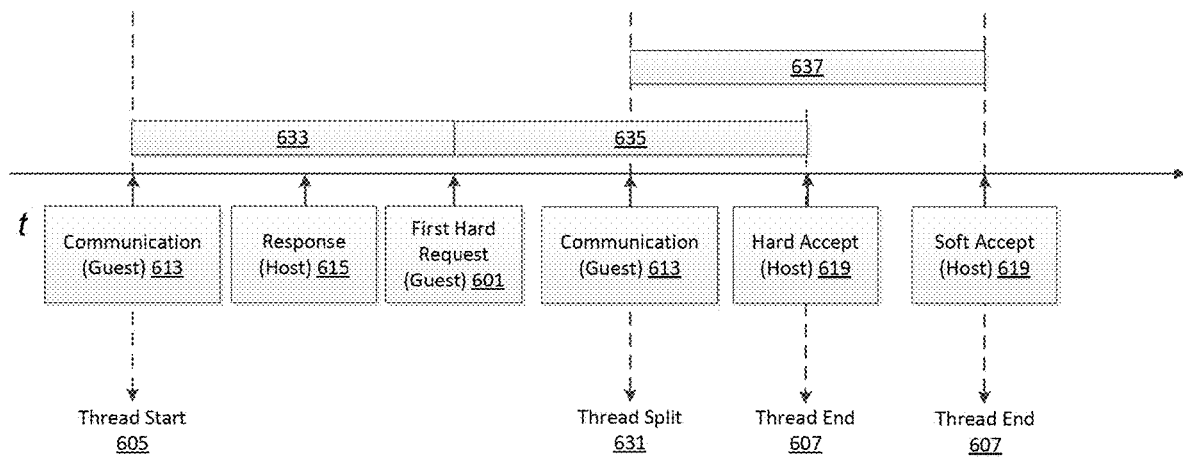 637
633
635
t
Communication
(Guest) 613
Response
(Host) 615
First Hard
Request
(Guest) 601
Communication
(Guest) 613
Hard Accept
(Host) 619
Soft Accept
(Host) 619
Thread Start
605
Thread Split
631
Thread End
607
Thread End
607